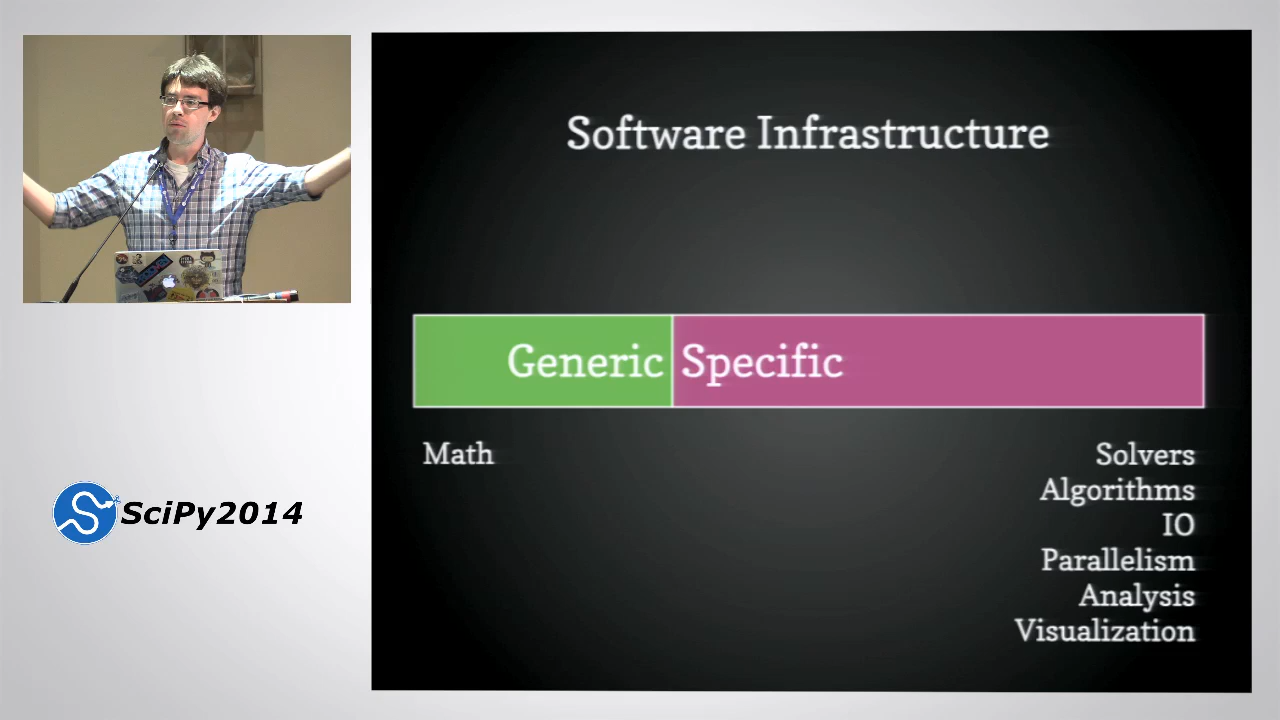 Software Infrastructure
Generic Specific
Math
Solvers
Algorithms
IO
Parallelism
Analysis
Visualization
SciPy2014